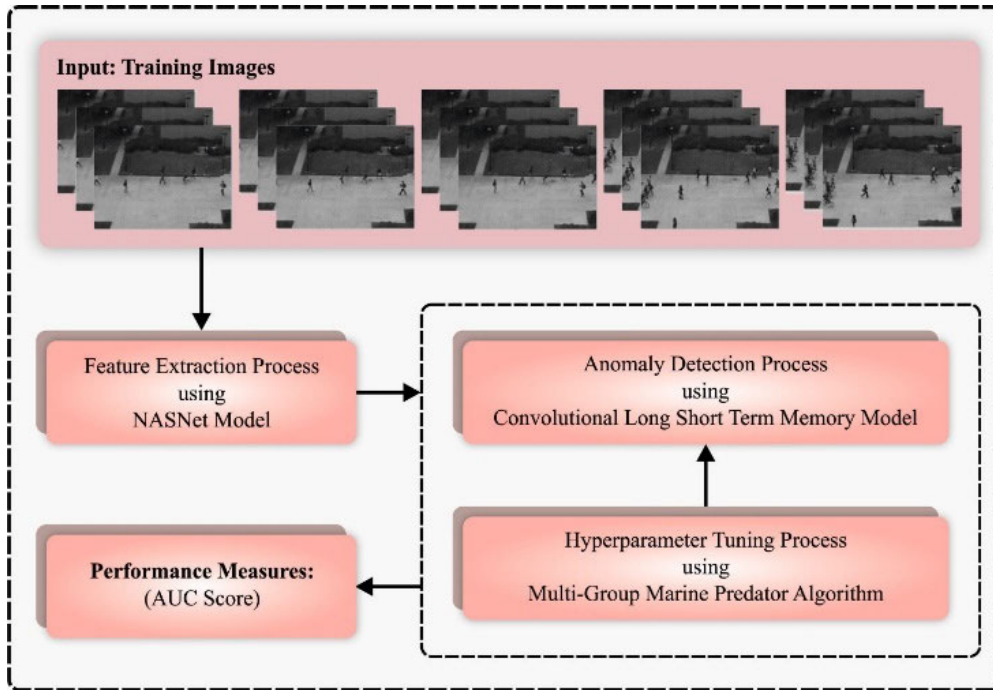 Input: Training Images
Feature Extraction Process
using
NASNet Model
Anomaly Detection Process
using
Convolutional Long Short Term Memory Model
Performance Measures:
(AUC Score)
Hyperparameter Tuning Process
using
Multi-Group Marine Predator Algorithm